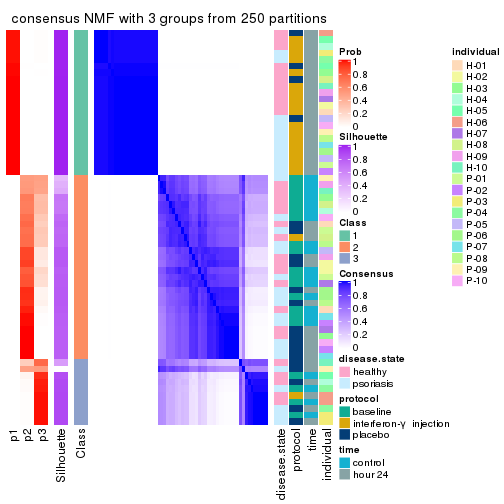 consensus NMF with 3 groups from 250 partitions
p1
p2
p3
Silhouette
Class
disease.state
protocol
time
individual
Prob
1
0.8
0.6
0.4
0.2
0
Silhouette
1
0.8
0.6
0.4
0.2
0
Class
1
2
3
Consensus
1
0.8
0.6
0.4
0.2
0
disease.state
healthy
psoriasis
protocol
baseline
interferon-γ injection
placebo
time
control
hour 24
individual
H-01
H-02
H-03
H-04
H-05
H-06
H-07
H-08
H-09
H-10
P-01
P-02
P-03
P-04
P-05
P-06
P-07
P-08
P-09
P-10